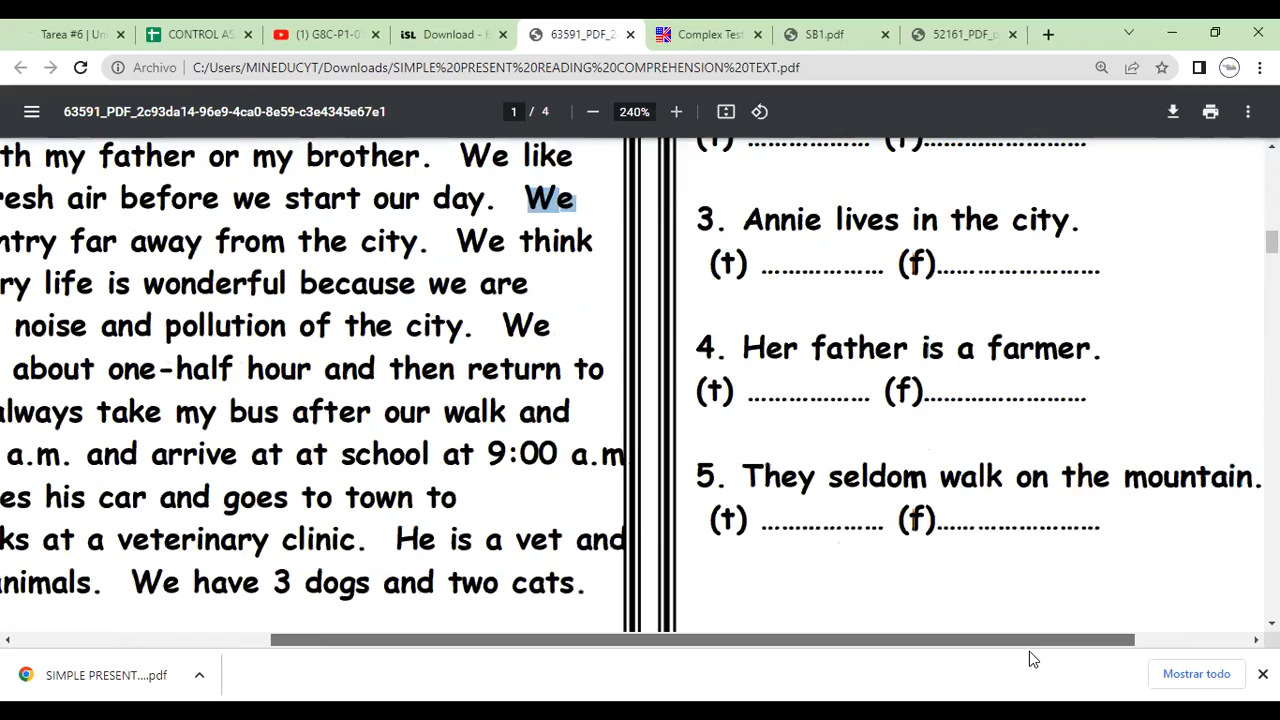 Tarea #6 | Un
CONTROL AS
(1) G8C-P1-0
iSL Download - E
63591_PDF_2
Complex Test
SB1.pdf
52161_PDF_
Archivo C:/Users/MINEDUCYT/Downloads/SIMPLE%20PRESENT%20READING%20COMPREHENSION%20TEXT.pdf
63591_PDF_2c93da14-96e9-4ca0-8e59-c3e4345e67e1
1 / 4
240%
th my father or my brother. We like
resh air before we start our day. We
ntry far away from the city. We think
ry life is wonderful because we are
noise and pollution of the city. We
about one-half hour and then return to
always take my bus after our walk and
a.m. and arrive at at school at 9:00 a.m
es his car and goes to town to
ks at a veterinary clinic. He is a vet and
animals. We have 3 dogs and two cats.
(t) .................. (f)........................
3. Annie lives in the city.
(t) .................. (f)........................
4. Her father is a farmer.
(t) .................. (f)........................
5. They seldom walk on the mountain.
(t) .................. (f)........................
SIMPLE PRESENT....pdf
Mostrar todo